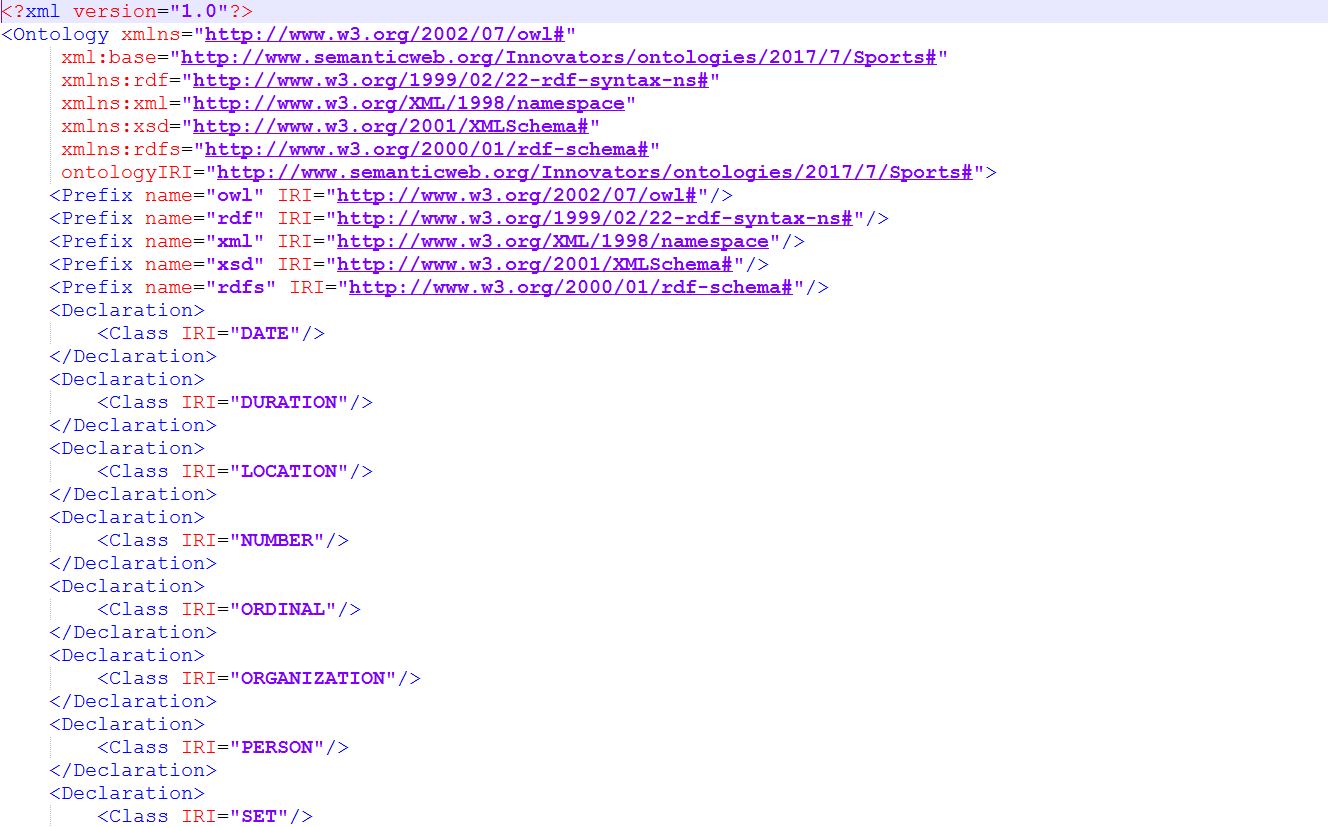 <?xml version="1.0"?>
<Ontology xmlns="http://www.w3.org/2002/07/owl#"
     xml:base="http://www.semanticweb.org/Innovators/ontologies/2017/7/Sports#"
     xmlns:rdf="http://www.w3.org/1999/02/22-rdf-syntax-ns#"
     xmlns:xml="http://www.w3.org/XML/1998/namespace"
     xmlns:xsd="http://www.w3.org/2001/XMLSchema#"
     xmlns:rdfs="http://www.w3.org/2000/01/rdf-schema#"
     ontologyIRI="http://www.semanticweb.org/Innovators/ontologies/2017/7/Sports#">
    <Prefix name="owl" IRI="http://www.w3.org/2002/07/owl#"/>
    <Prefix name="rdf" IRI="http://www.w3.org/1999/02/22-rdf-syntax-ns#"/>
    <Prefix name="xml" IRI="http://www.w3.org/XML/1998/namespace"/>
    <Prefix name="xsd" IRI="http://www.w3.org/2001/XMLSchema#"/>
    <Prefix name="rdfs" IRI="http://www.w3.org/2000/01/rdf-schema#"/>
    <Declaration>
        <Class IRI="DATE"/>
    </Declaration>
    <Declaration>
        <Class IRI="DURATION"/>
    </Declaration>
    <Declaration>
        <Class IRI="LOCATION"/>
    </Declaration>
    <Declaration>
        <Class IRI="NUMBER"/>
    </Declaration>
    <Declaration>
        <Class IRI="ORDINAL"/>
    </Declaration>
    <Declaration>
        <Class IRI="ORGANIZATION"/>
    </Declaration>
    <Declaration>
        <Class IRI="PERSON"/>
    </Declaration>
    <Declaration>
        <Class IRI="SET"/>